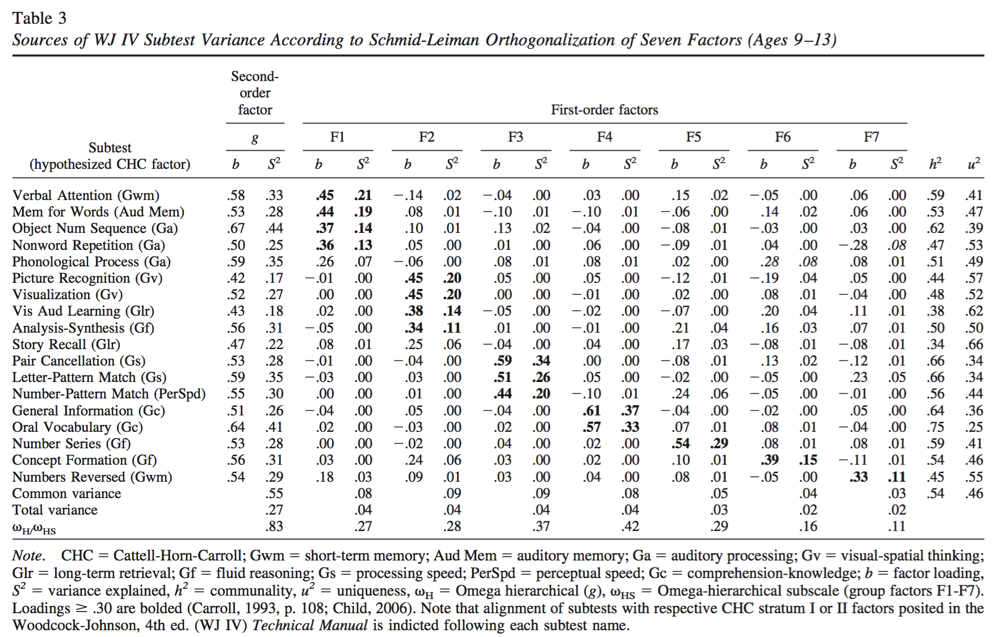 Table 3
Sources of WJ IV Subtest Variance According to Schmid-Leiman Orthogonalization of Seven Factors (Ages 9–13)
Second-
order
factor First-order factors
g F1 F2 F3 F4 F5 F6 F7
Subtest
(hypothesized CHC factor) b S² b S² b S² b S² b S² b S² b S² b S² h² u²
Verbal Attention (Gwm) .58 .33 .45 .21 −.14 .02 −.04 .00 .03 .00 .15 .02 −.05 .00 .06 .00 .59 .41
Mem for Words (Aud Mem) .53 .28 .44 .19 .08 .01 −.10 .01 −.10 .01 −.06 .00 .14 .02 .06 .00 .53 .47
Object Num Sequence (Ga) .67 .44 .37 .14 .10 .01 .13 .02 −.04 .00 −.08 .01 −.03 .00 .03 .00 .62 .39
Nonword Repetition (Ga) .50 .25 .36 .13 .05 .00 .01 .00 .06 .00 −.09 .01 .04 .00 −.28 .08 .47 .53
Phonological Process (Ga) .59 .35 .26 .07 −.06 .00 .08 .01 .08 .01 .02 .00 .28 .08 .08 .01 .51 .49
Picture Recognition (Gv) .42 .17 −.01 .00 .45 .20 .05 .00 .05 .00 −.12 .01 −.19 .04 .05 .00 .44 .57
Visualization (Gv) .52 .27 .00 .00 .45 .20 .00 .00 −.01 .00 .02 .00 .08 .01 −.04 .00 .48 .52
Vis Aud Learning (Glr) .43 .18 .02 .00 .38 .14 −.05 .00 −.02 .00 −.07 .00 .20 .04 .11 .01 .38 .62
Analysis-Synthesis (Gf) .56 .31 −.05 .00 .34 .11 .01 .00 −.01 .00 .21 .04 .16 .03 .07 .01 .50 .50
Story Recall (Glr) .47 .22 .08 .01 .25 .06 −.04 .00 .04 .00 .17 .03 −.08 .01 −.08 .01 .34 .66
Pair Cancellation (Gs) .53 .28 −.01 .00 −.04 .00 .59 .34 .00 .00 −.08 .01 .13 .02 −.12 .01 .66 .34
Letter-Pattern Match (Gs) .59 .35 −.03 .00 .03 .00 .51 .26 .05 .00 −.02 .00 −.05 .00 .23 .05 .66 .34
Number-Pattern Match (PerSpd) .55 .30 .00 .00 .01 .00 .44 .20 −.10 .01 .24 .06 −.05 .00 −.01 .00 .56 .44
General Information (Gc) .51 .26 −.04 .00 .05 .00 −.04 .00 .61 .37 −.04 .00 −.02 .00 .05 .00 .64 .36
Oral Vocabulary (Gc) .64 .41 .02 .00 −.03 .00 .02 .00 .57 .33 .07 .01 .08 .01 −.04 .00 .75 .25
Number Series (Gf) .53 .28 .00 .00 −.02 .00 .04 .00 .02 .00 .54 .29 .08 .01 .08 .01 .59 .41
Concept Formation (Gf) .56 .31 .03 .00 .24 .06 .03 .00 .02 .00 .10 .01 .39 .15 −.11 .01 .54 .46
Numbers Reversed (Gwm) .54 .29 .18 .03 .09 .01 .03 .00 .04 .00 .08 .01 −.05 .00 .33 .11 .45 .55
Common variance .55 .08 .09 .09 .08 .05 .04 .03 .54 .46
Total variance .27 .04 .04 .04 .04 .03 .02 .02
ωH/ωHS .83 .27 .28 .37 .42 .29 .16 .11
Note. CHC = Cattell-Horn-Carroll; Gwm = short-term memory; Aud Mem = auditory memory; Ga = auditory processing; Gv = visual-spatial thinking;
Glr = long-term retrieval; Gf = fluid reasoning; Gs = processing speed; PerSpd = perceptual speed; Gc = comprehension-knowledge; b = factor loading,
S² = variance explained, h² = communality, u² = uniqueness, ωH = Omega hierarchical (g), ωHS = Omega-hierarchical subscale (group factors F1-F7).
Loadings ≥ .30 are bolded (Carroll, 1993, p. 108; Child, 2006). Note that alignment of subtests with respective CHC stratum I or II factors posited in the
Woodcock-Johnson, 4th ed. (WJ IV) Technical Manual is indicted following each subtest name.